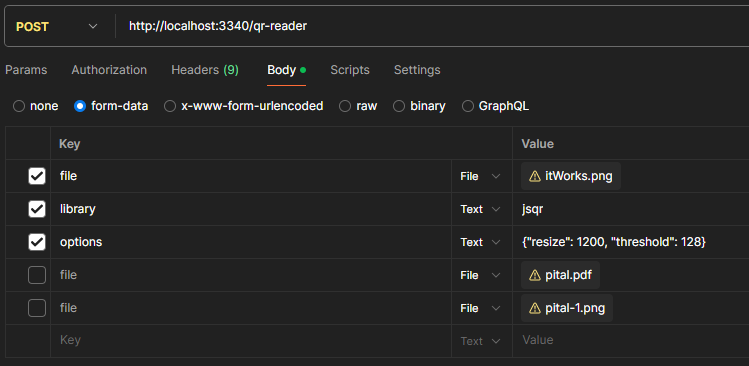 POST http://localhost:3340/qr-reader
Params Authorization Headers (9) Body Scripts Settings
none form-data x-www-form-urlencoded raw binary GraphQL
Key Value
file File itWorks.png
library Text jsqr
options Text {"resize": 1200, "threshold": 128}
file File pital.pdf
file File pital-1.png
Key Text Value